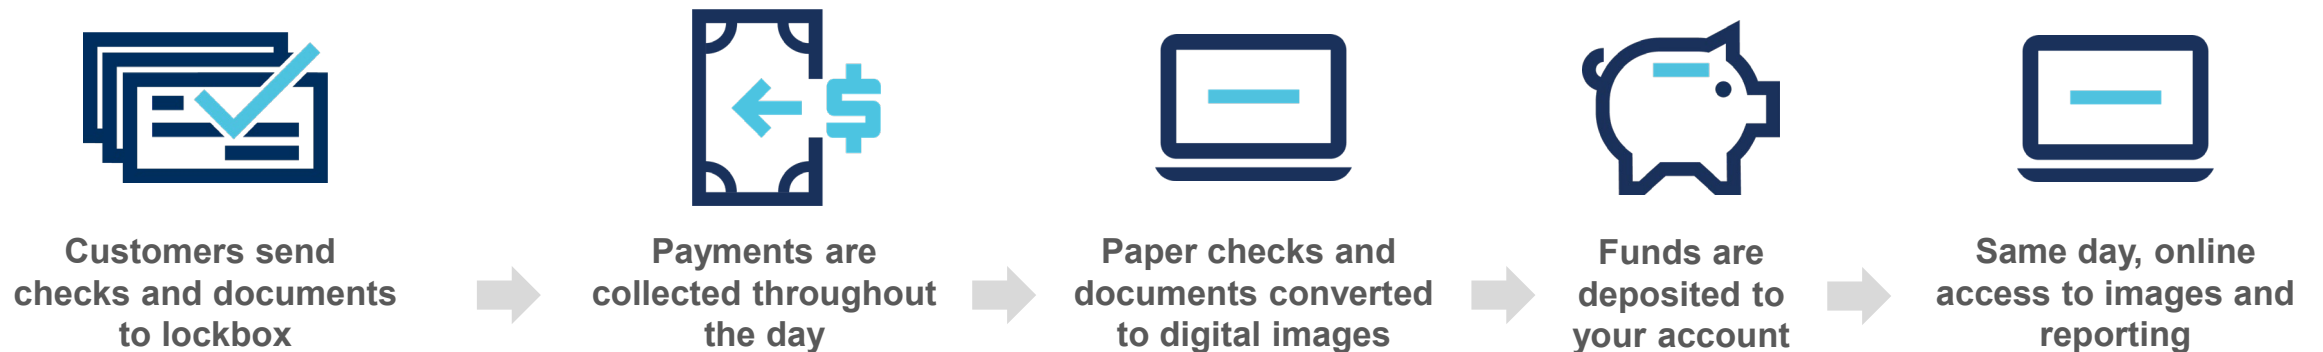 Customers send
checks and documents
to lockbox
Payments are
collected throughout
the day
Paper checks and
documents converted
to digital images
Funds are
deposited to
your account
Same day, online
access to images and
reporting